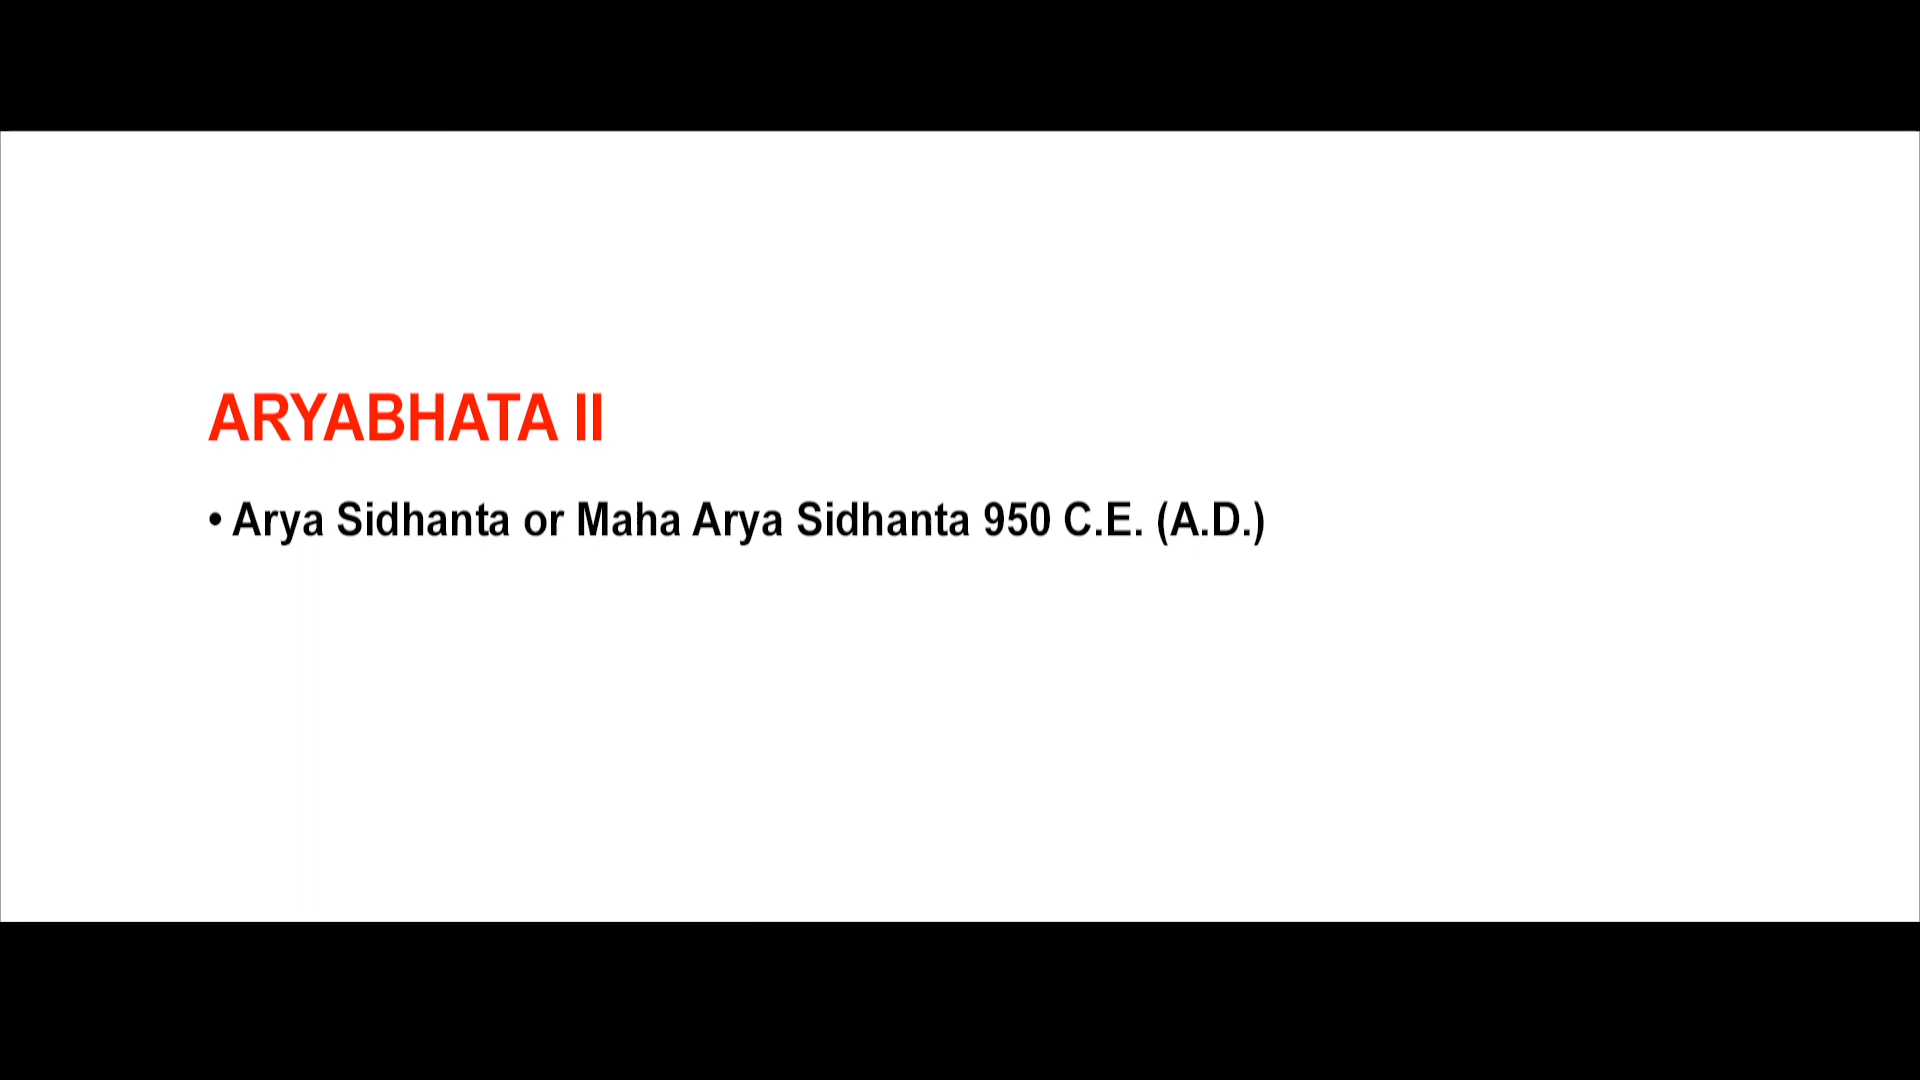 ARYABHATA II
• Arya Sidhanta or Maha Arya Sidhanta 950 C.E. (A.D.)